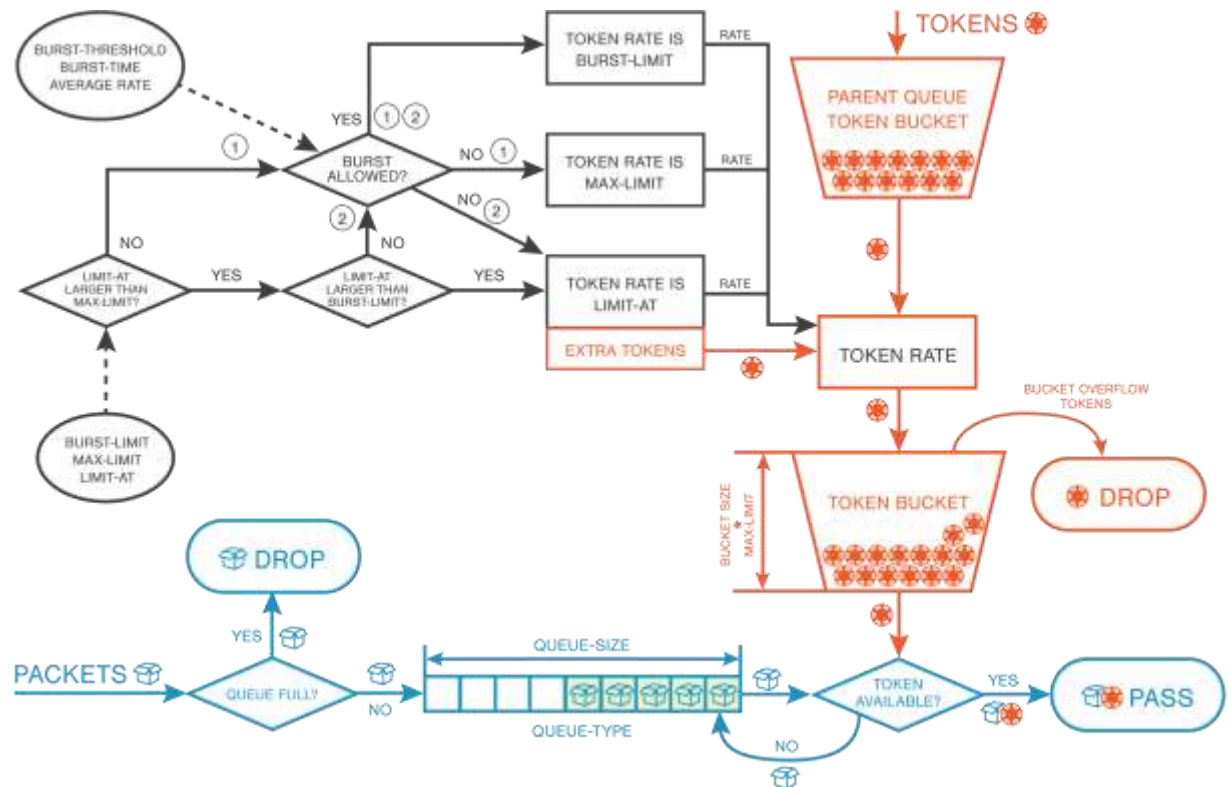 BURST-THRESHOLD
BURST-TIME
AVERAGE RATE
YES
1
2
TOKEN RATE IS
BURST-LIMIT
RATE
TOKENS
PARENT QUEUE
TOKEN BUCKET
1
BURST
ALLOWED?
NO
1
TOKEN RATE IS
MAX-LIMIT
RATE
NO
2
2
NO
NO
LIMIT-AT
LARGER THAN
MAX-LIMIT?
YES
LIMIT-AT
LARGER THAN
BURST-LIMIT?
YES
TOKEN RATE IS
LIMIT-AT
RATE
EXTRA TOKENS
TOKEN RATE
BUCKET OVERFLOW
TOKENS
BURST-LIMIT
MAX-LIMIT
LIMIT-AT
BUCKET SIZE
*
MAX-LIMIT
TOKEN BUCKET
DROP
DROP
YES
PACKETS
QUEUE FULL?
NO
QUEUE-SIZE
QUEUE-TYPE
TOKEN
AVAILABLE?
YES
PASS
NO